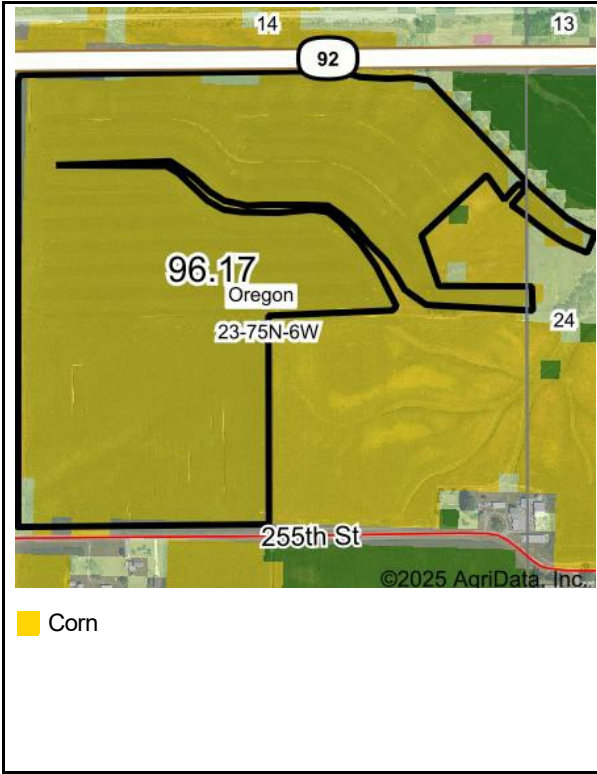 14
13
92
96.17
Oregon
23-75N-6W
24
255th St
©2025 AgriData, Inc.
Corn